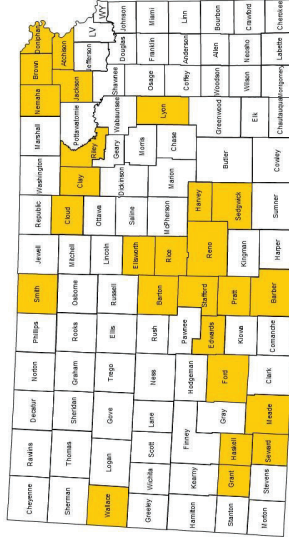 Cheyenne
Rawlins
Decatur
Norton
Phillips
Smith
Jewell
Republic
Washington
Marshall
Nemaha
Brown
Doniphan
Sherman
Thomas
Sheridan
Graham
Rooks
Osborne
Mitchell
Cloud
Clay
Riley
Pottawatomie
Jackson
Atchison
Jefferson
LV
WY
Wallace
Logan
Gove
Trego
Ellis
Russell
Lincoln
Ottawa
Dickinson
Geary
Wabaunsee
Shawnee
Douglas
Johnson
Greeley
Wichita
Scott
Lane
Ness
Rush
Barton
Ellsworth
Saline
Morris
Osage
Franklin
Miami
Hamilton
Kearny
Finney
Hodgeman
Pawnee
Rice
McPherson
Marion
Chase
Lyon
Coffey
Anderson
Linn
Stanton
Grant
Haskell
Gray
Ford
Edwards
Stafford
Reno
Harvey
Butler
Greenwood
Woodson
Allen
Bourbon
Kiowa
Pratt
Kingman
Sedgwick
Elk
Wilson
Neosho
Crawford
Morton
Stevens
Seward
Meade
Clark
Comanche
Barber
Harper
Sumner
Cowley
Chautauqua
Montgomery
Labette
Cherokee